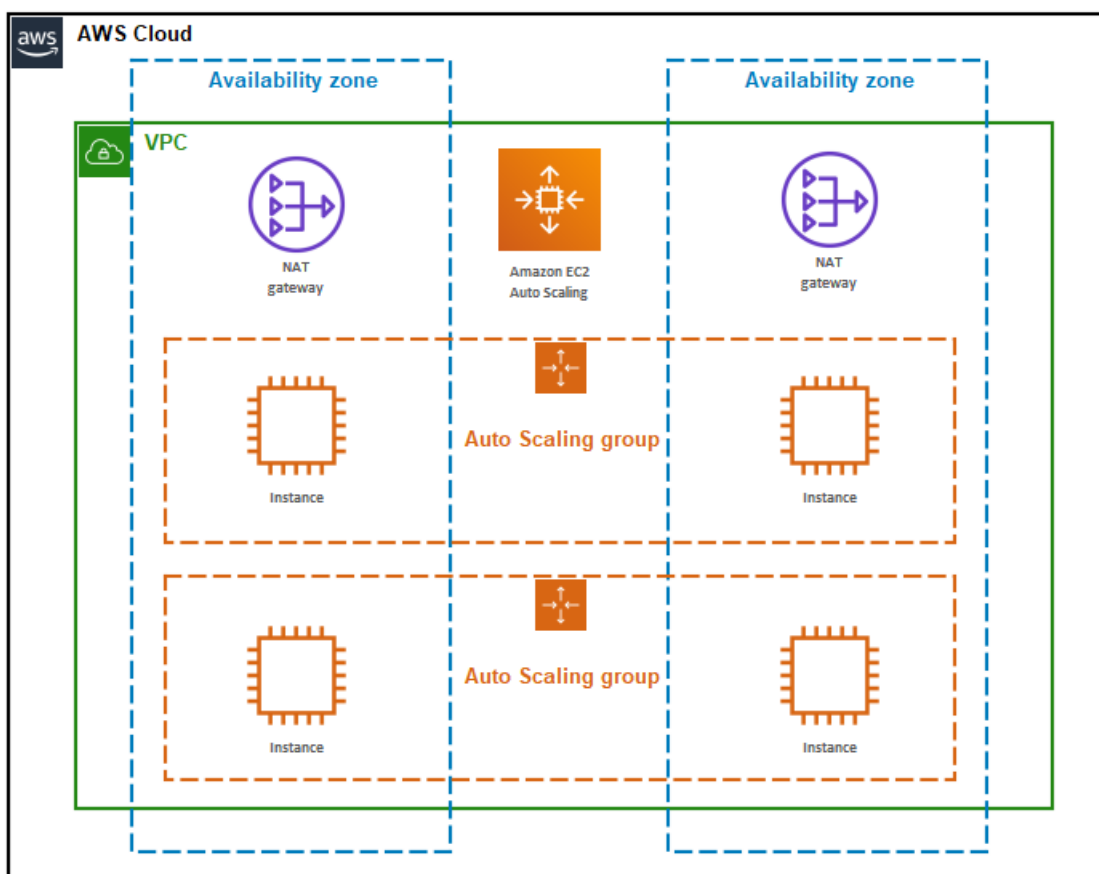 aws
AWS Cloud
Availability zone
Availability zone
VPC
NAT
gateway
Amazon EC2
Auto Scaling
NAT
gateway
Auto Scaling group
Instance
Instance
Auto Scaling group
Instance
Instance